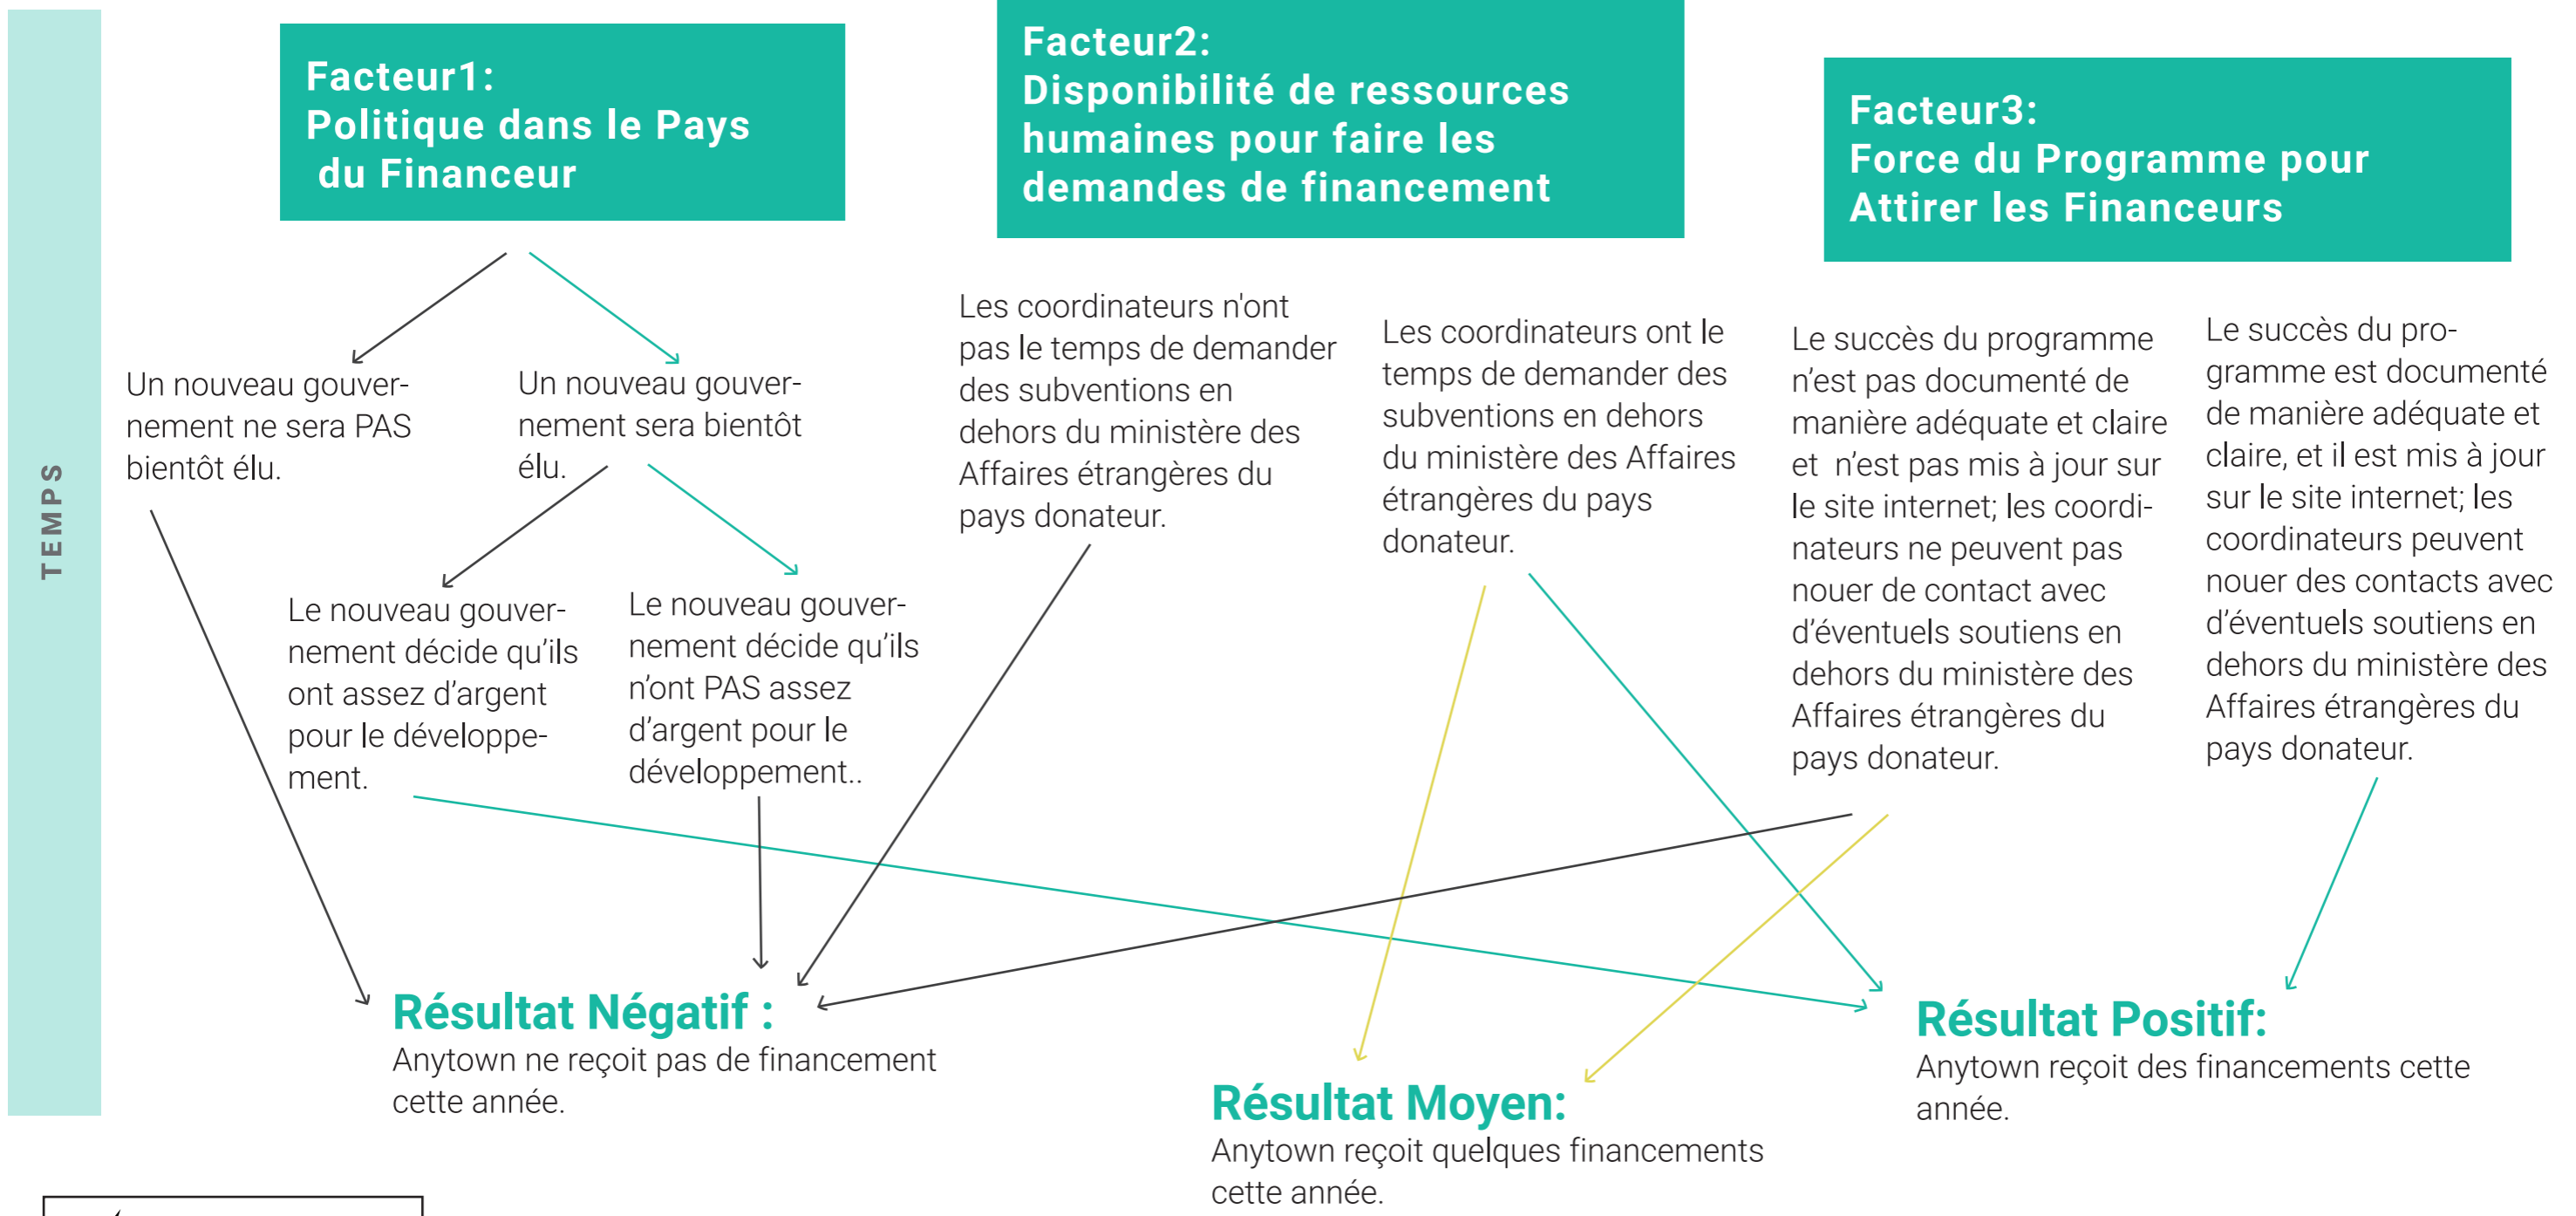 TEMPS
Facteur1:
Politique dans le Pays
du Financeur
Facteur2:
Disponibilité de ressources
humaines pour faire les
demandes de financement
Facteur3:
Force du Programme pour
Attirer les Financeurs
Un nouveau gouver-
nement ne sera PAS
bientôt élu.
Un nouveau gouver-
nement sera bientôt
élu.
Le nouveau gouver-
nement décide qu’ils
ont assez d’argent
pour le développe-
ment.
Le nouveau gouver-
nement décide qu’ils
n’ont PAS assez
d’argent pour le
développement..
Les coordinateurs n'ont
pas le temps de demander
des subventions en
dehors du ministère des
Affaires étrangères du
pays donateur.
Les coordinateurs ont le
temps de demander des
subventions en dehors
du ministère des Affaires
étrangères du pays
donateur.
Le succès du programme
n’est pas documenté de
manière adéquate et claire
et n’est pas mis à jour sur
le site internet; les coordi-
nateurs ne peuvent pas
nouer de contact avec
d’éventuels soutiens en
dehors du ministère des
Affaires étrangères du
pays donateur.
Le succès du pro-
gramme est documenté
de manière adéquate et
claire, et il est mis à jour
sur le site internet; les
coordinateurs peuvent
nouer des contacts avec
d’éventuels soutiens en
dehors du ministère des
Affaires étrangères du
pays donateur.
Résultat Négatif :
Anytown ne reçoit pas de financement
cette année.
Résultat Moyen:
Anytown reçoit quelques financements
cette année.
Résultat Positif:
Anytown reçoit des financements cette
année.